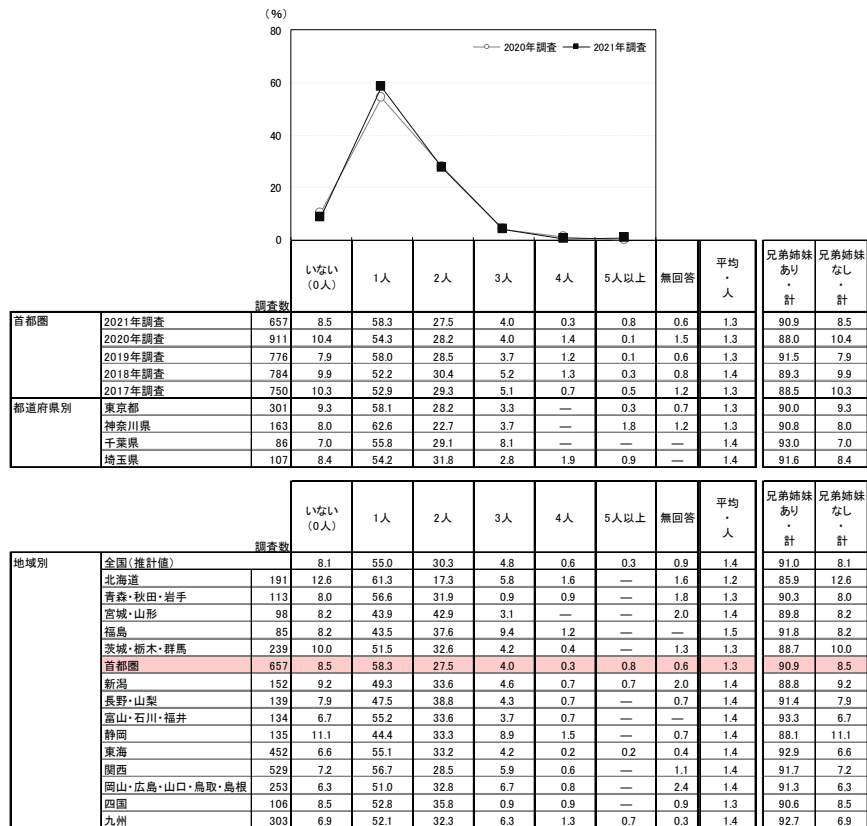 (%)
80
60
40
20
0
2020年調査 2021年調査
調査数 いない(0人) 1人 2人 3人 4人 5人以上 無回答 平均・人 兄弟姉妹あり・計 兄弟姉妹なし・計
首都圏 2021年調査 657 8.5 58.3 27.5 4.0 0.3 0.8 0.6 1.3 90.9 8.5
2020年調査 911 10.4 54.3 28.2 4.0 1.4 0.1 1.5 1.3 88.0 10.4
2019年調査 776 7.9 58.0 28.5 3.7 1.2 0.1 0.6 1.3 91.5 7.9
2018年調査 784 9.9 52.2 30.4 5.2 1.3 0.3 0.8 1.4 89.3 9.9
2017年調査 750 10.3 52.9 29.3 5.1 0.7 0.5 1.2 1.3 88.5 10.3
都道府県別 東京都 301 9.3 58.1 28.2 3.3 — 0.3 0.7 1.3 90.0 9.3
神奈川県 163 8.0 62.6 22.7 3.7 — 1.8 1.2 1.3 90.8 8.0
千葉県 86 7.0 55.8 29.1 8.1 — — — 1.4 93.0 7.0
埼玉県 107 8.4 54.2 31.8 2.8 1.9 0.9 — 1.4 91.6 8.4
調査数 いない(0人) 1人 2人 3人 4人 5人以上 無回答 平均・人 兄弟姉妹あり・計 兄弟姉妹なし・計
地域別 全国(推計値) 8.1 55.0 30.3 4.8 0.6 0.3 0.9 1.4 91.0 8.1
北海道 191 12.6 61.3 17.3 5.8 1.6 — 1.6 1.2 85.9 12.6
青森・秋田・岩手 113 8.0 56.6 31.9 0.9 0.9 — 1.8 1.3 90.3 8.0
宮城・山形 98 8.2 43.9 42.9 3.1 — — 2.0 1.4 89.8 8.2
福島 85 8.2 43.5 37.6 9.4 1.2 — — 1.5 91.8 8.2
茨城・栃木・群馬 239 10.0 51.5 32.6 4.2 0.4 — 1.3 1.3 88.7 10.0
首都圏 657 8.5 58.3 27.5 4.0 0.3 0.8 0.6 1.3 90.9 8.5
新潟 152 9.2 49.3 33.6 4.6 0.7 0.7 2.0 1.4 88.8 9.2
長野・山梨 139 7.9 47.5 38.8 4.3 0.7 — 0.7 1.4 91.4 7.9
富山・石川・福井 134 6.7 55.2 33.6 3.7 0.7 — — 1.4 93.3 6.7
静岡 135 11.1 44.4 33.3 8.9 1.5 — 0.7 1.4 88.1 11.1
東海 452 6.6 55.1 33.2 4.2 0.2 0.2 0.4 1.4 92.9 6.6
関西 529 7.2 56.7 28.5 5.9 0.6 — 1.1 1.4 91.7 7.2
岡山・広島・山口・鳥取・島根 253 6.3 51.0 32.8 6.7 0.8 — 2.4 1.4 91.3 6.3
四国 106 8.5 52.8 35.8 0.9 0.9 — 0.9 1.3 90.6 8.5
九州 303 6.9 52.1 32.3 6.3 1.3 0.7 0.3 1.4 92.7 6.9